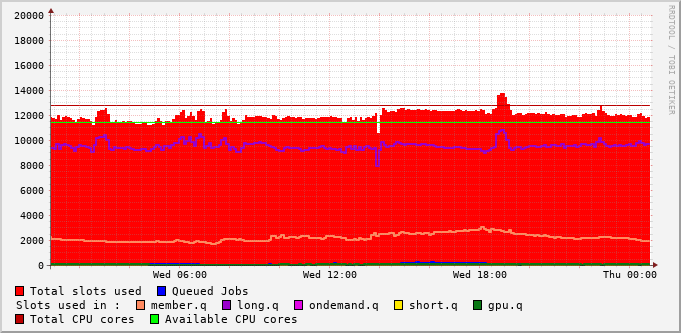 20000
18000
16000
14000
12000
10000
8000
6000
4000
2000
0
Wed 06:00 Wed 12:00 Wed 18:00 Thu 00:00
RRDTOOL / TOBI OETIKER
Total slots used Queued Jobs
Slots used in : member.q long.q ondemand.q short.q gpu.q
Total CPU cores Available CPU cores